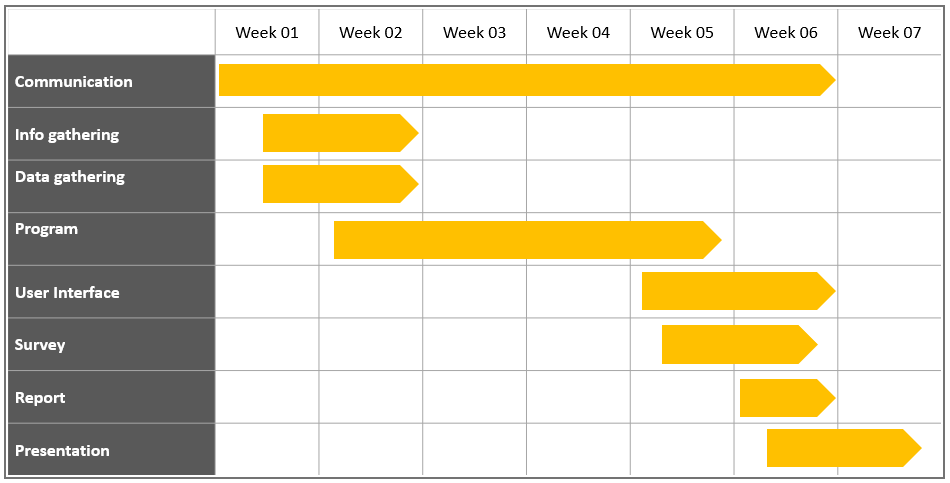 Week 01 Week 02 Week 03 Week 04 Week 05 Week 06 Week 07
Communication
Info gathering
Data gathering
Program
User Interface
Survey
Report
Presentation